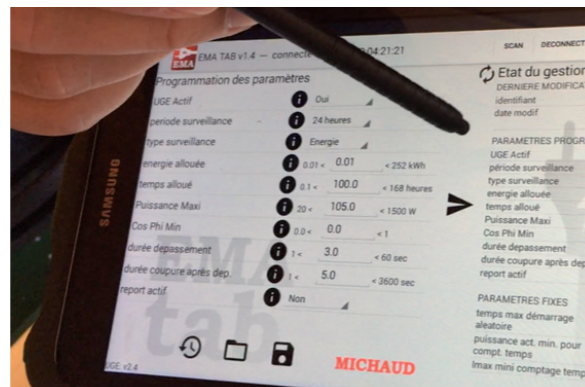 SAMSUNG
EMA
EMA TAB v1.4 — connecté 04:21:21
SCAN DECONNECT
Programmation des paramètres
UGE Actif Oui
periode surveillance 24 heures
type surveillance Energie
energie allouée 0.01 < 0.01 < 252 kWh
temps alloué 0.1 < 100.0 < 168 heures
Puissance Maxi 20 < 105.0 < 1500 W
Cos Phi Min 0.0 < 0.0 < 1
durée depassement 1 < 3.0 < 60 sec
durée coupure après dep. 1 < 5.0 < 3600 sec
report actif Non
EMA
tab
MICHAUD
UGE. v2.4
Etat du gestion
DERNIERE MODIFICA
identifiant
date modif
PARAMETRES PROGR
UGE Actif
période surveillance
type surveillance
energie allouée
temps alloué
Puissance Maxi
Cos Phi Min
durée depassement
durée coupure après dep
report actif
PARAMETRES FIXES
temps max démarrage
aleatoire
puissance act. min. pour
compt. temps
Imax mini comptage temp